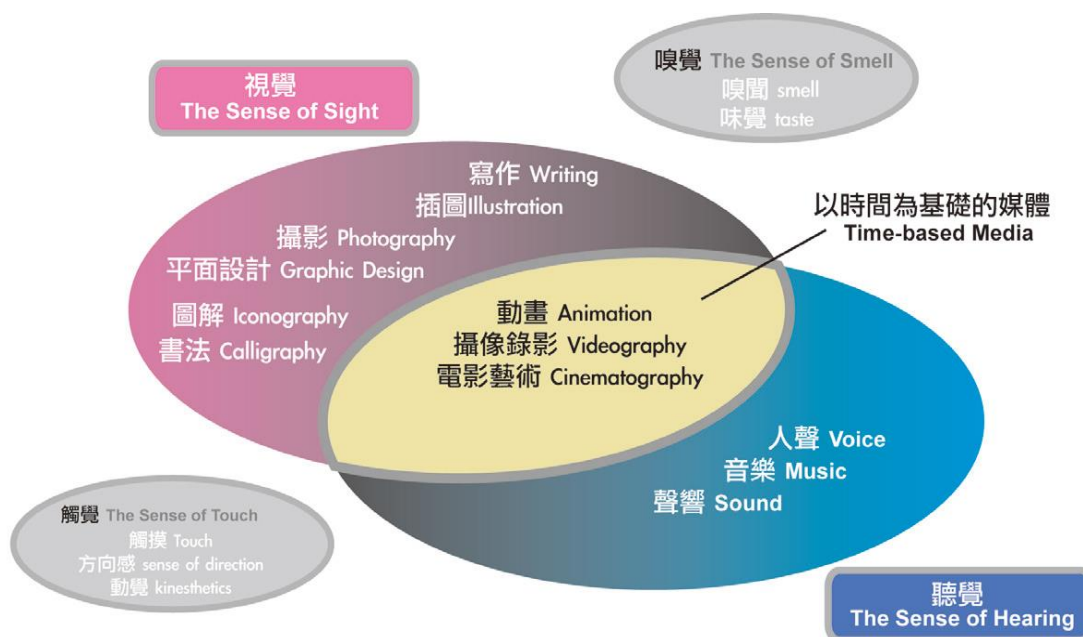 視覺
The Sense of Sight
嗅覺 The Sense of Smell
嗅聞 smell
味覺 taste
寫作 Writing
插圖Illustration
攝影 Photography
平面設計 Graphic Design
圖解 Iconography
書法 Calligraphy
以時間為基礎的媒體
Time-based Media
動畫 Animation
攝像錄影 Videography
電影藝術 Cinematography
人聲 Voice
音樂 Music
聲響 Sound
觸覺 The Sense of Touch
觸摸 Touch
方向感 sense of direction
動覺 kinesthetics
聽覺
The Sense of Hearing